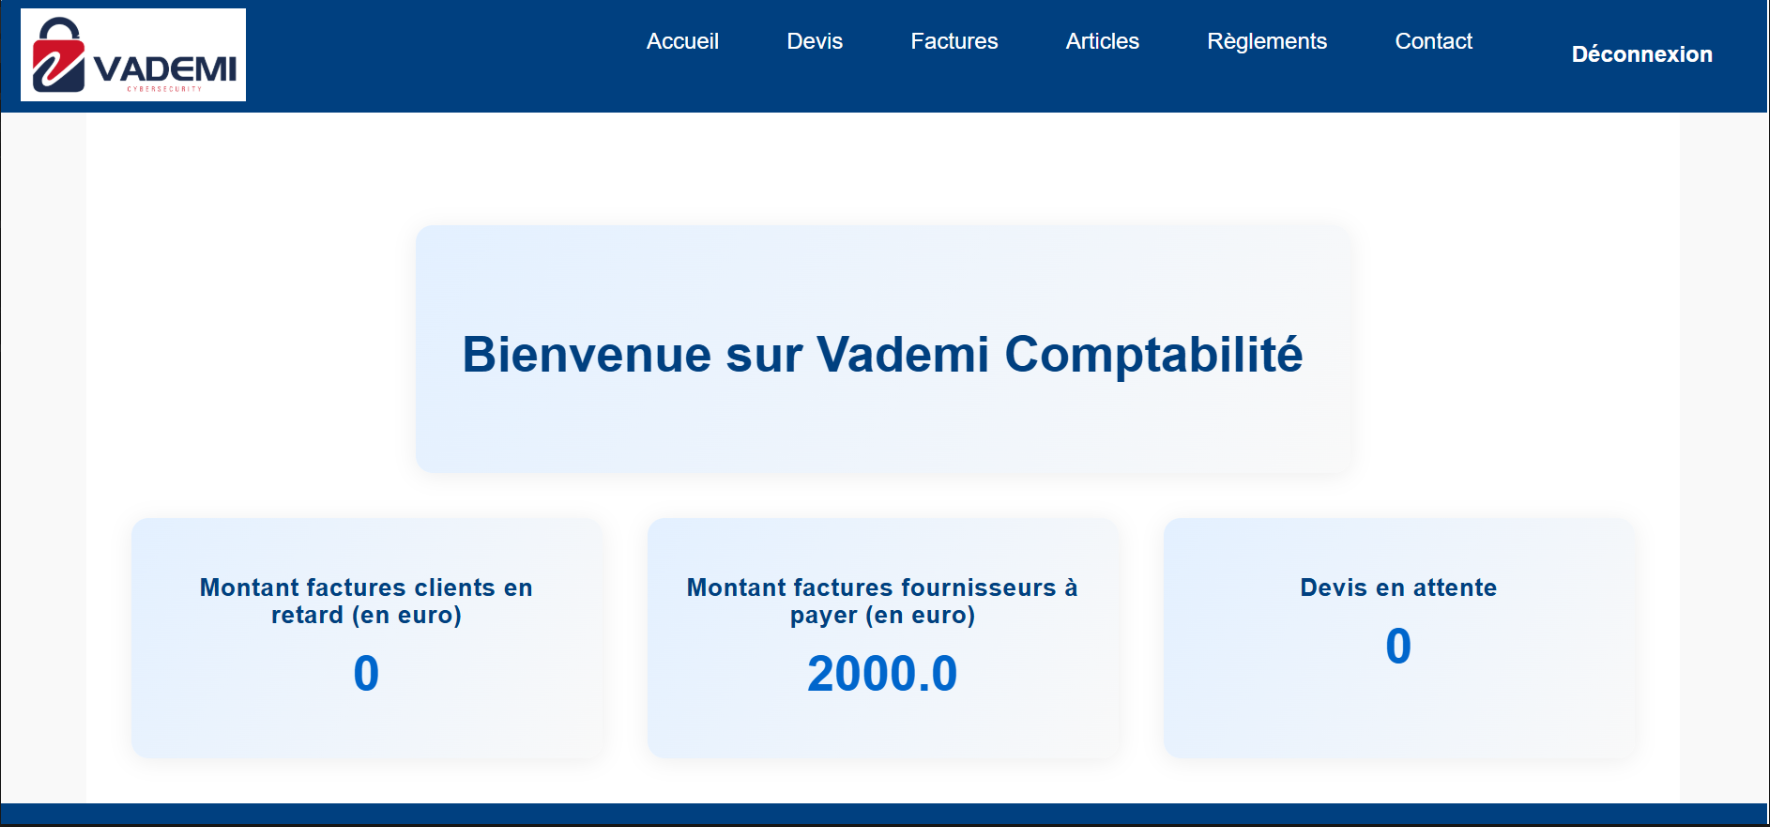 VADEMI
CYBERSECURITY
Accueil
Devis
Factures
Articles
Règlements
Contact
Déconnexion
Bienvenue sur Vademi Comptabilité
Montant factures clients en
retard (en euro)
0
Montant factures fournisseurs à
payer (en euro)
2000.0
Devis en attente
0